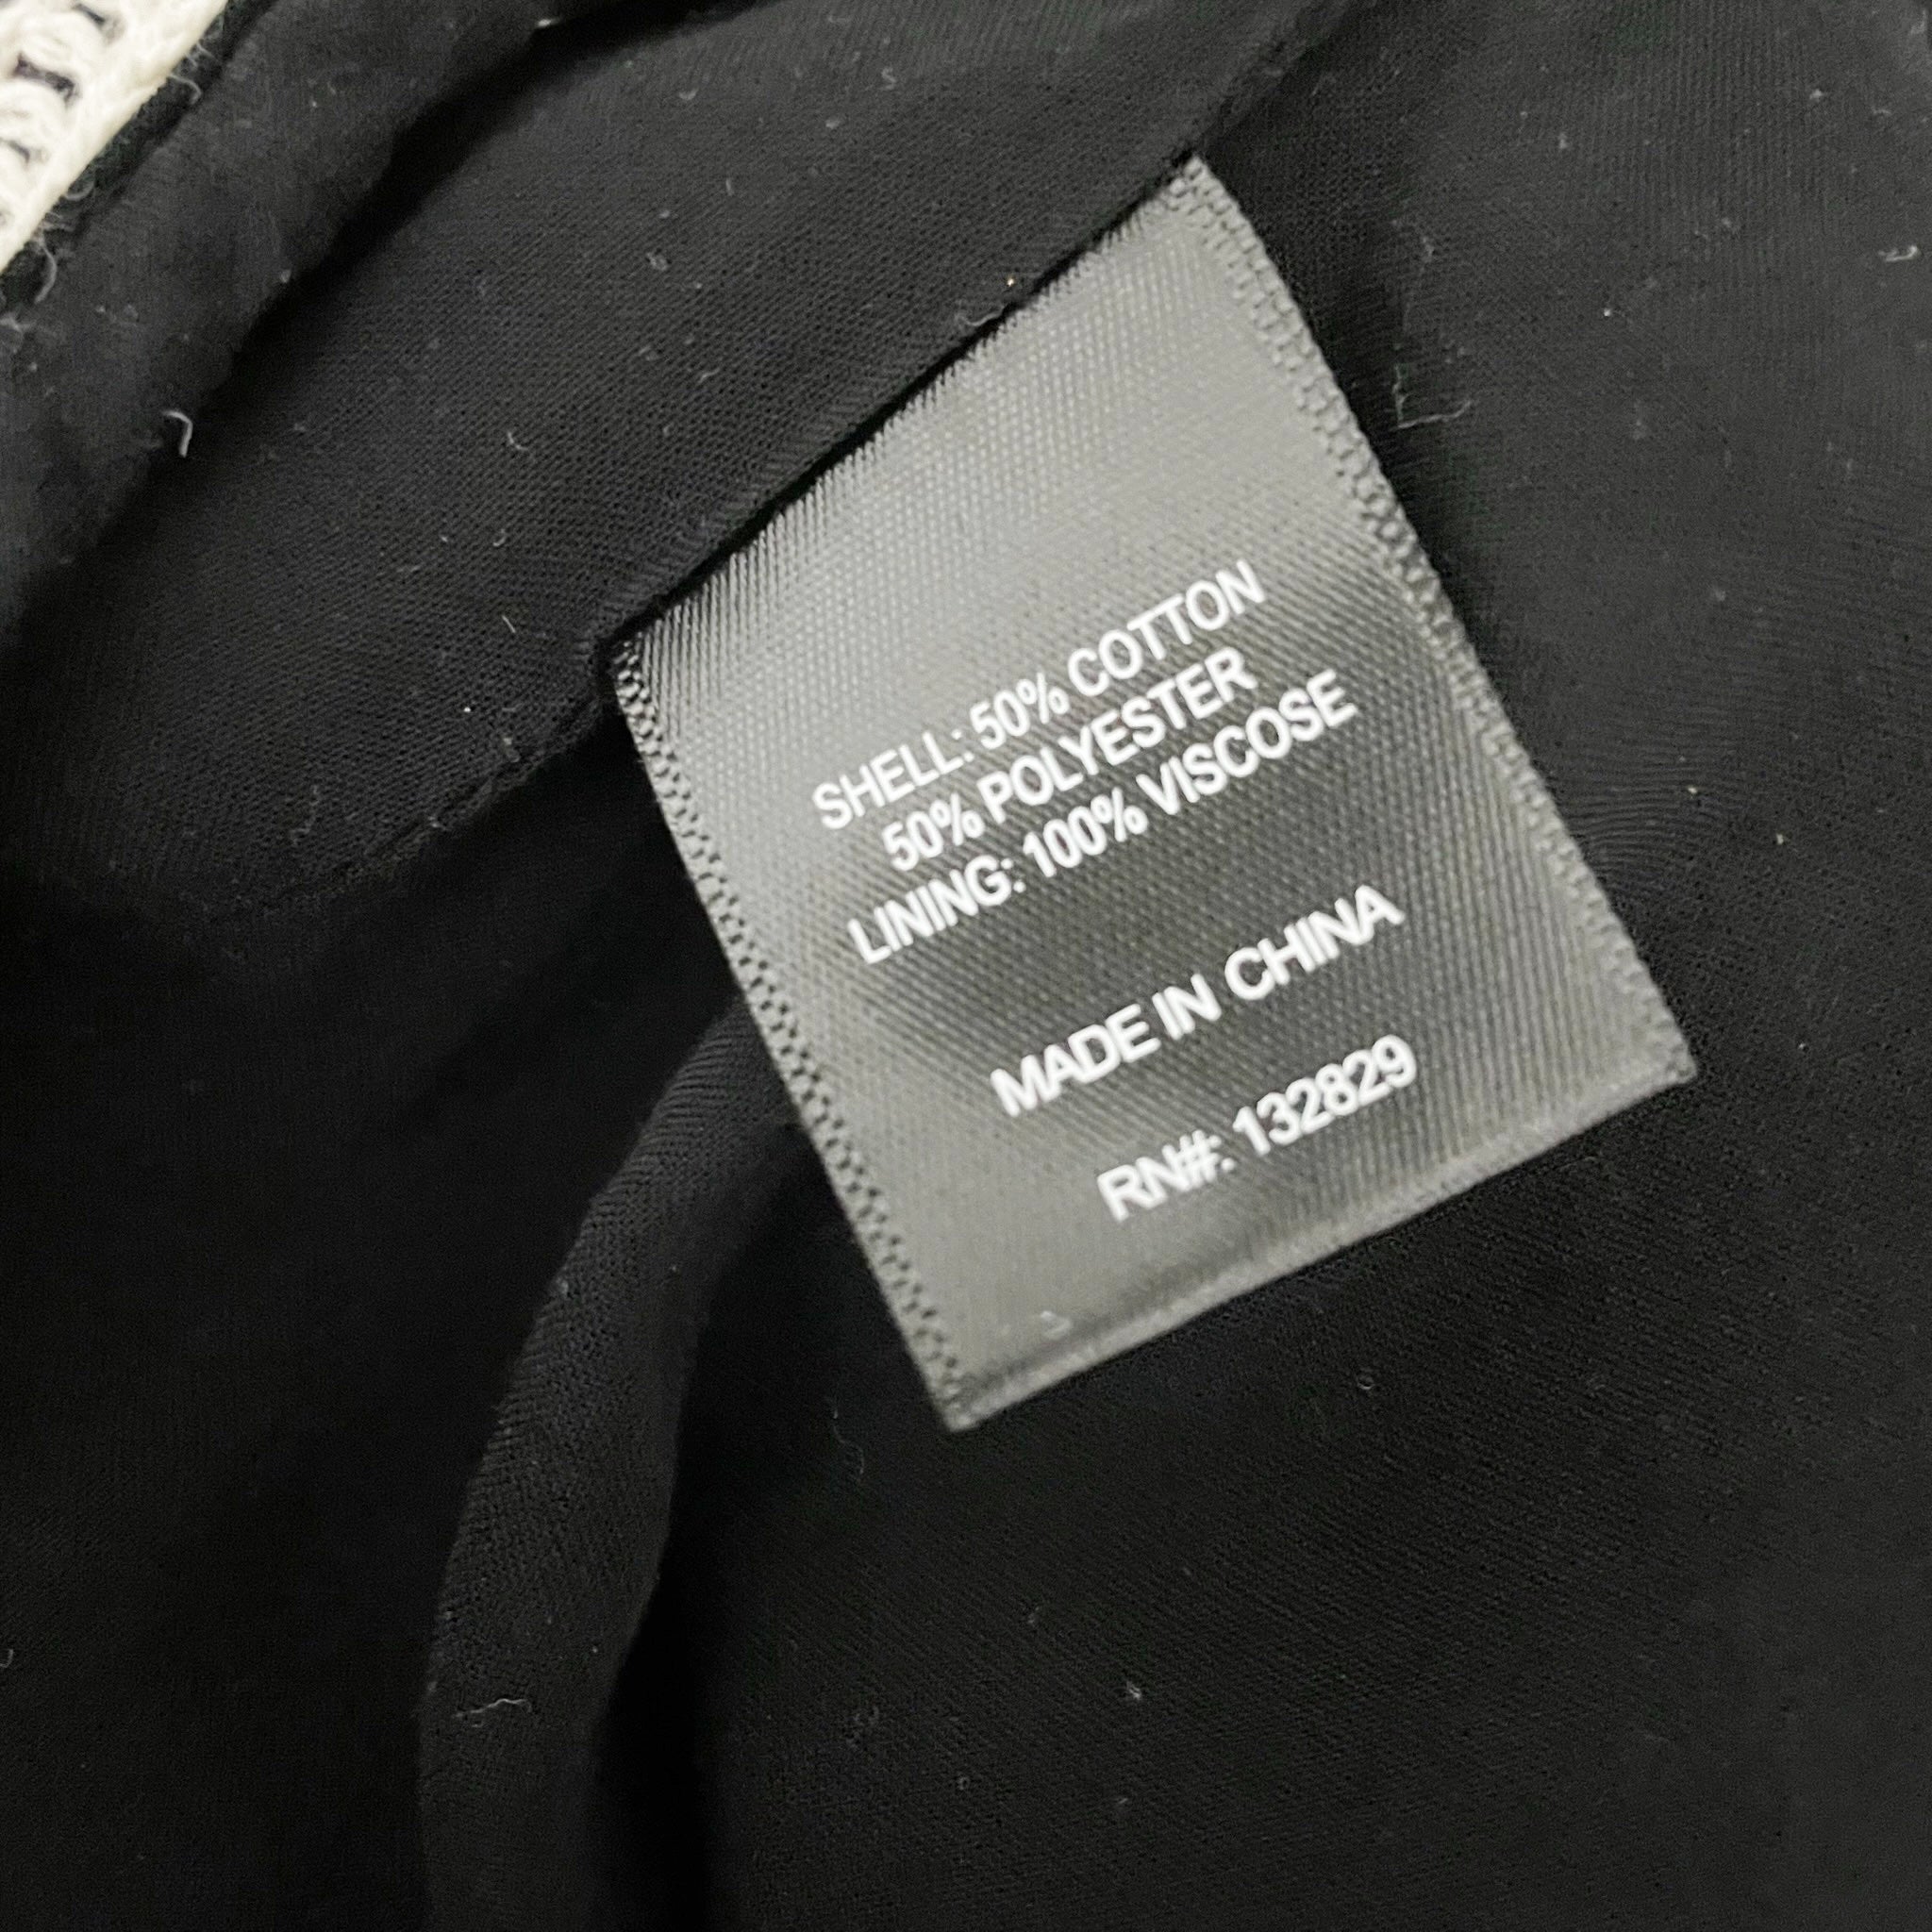 SHELL: 50% COTTON
50% POLYESTER
LINING: 100% VISCOSE
MADE IN CHINA
RN#: 132829